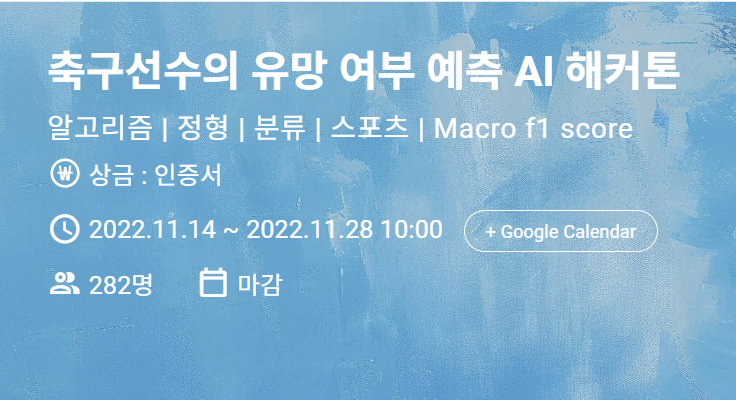 축구선수의 유망 여부 예측 AI 해커톤
알고리즘 | 정형 | 분류 | 스포츠 | Macro f1 score
₩ 상금 : 인증서
2022.11.14 ~ 2022.11.28 10:00 + Google Calendar
282명 마감